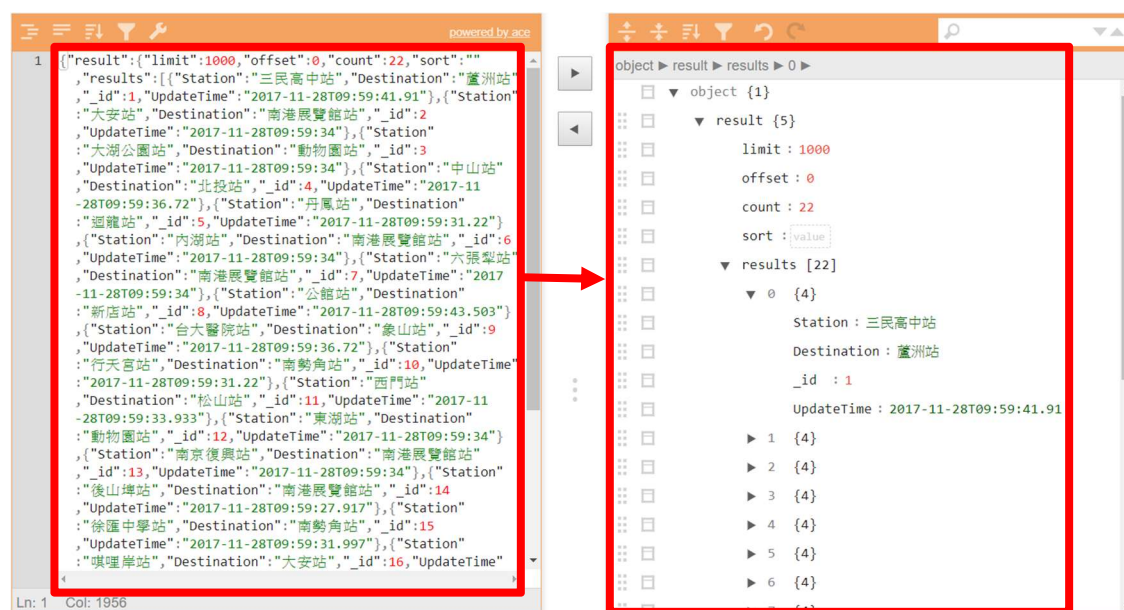 powered by ace
1 {"result":{"limit":1000,"offset":0,"count":22,"sort":""
,"results":[{"Station":"三民高中站","Destination":"蘆洲站"
,"_id":1,"UpdateTime":"2017-11-28T09:59:41.91"},{"Station"
:"大安站","Destination":"南港展覽館站","_id":2
,"UpdateTime":"2017-11-28T09:59:34"},{"Station"
:"大湖公園站","Destination":"動物園站","_id":3
,"UpdateTime":"2017-11-28T09:59:34"},{"Station":"中山站"
,"Destination":"北投站","_id":4,"UpdateTime":"2017-11
-28T09:59:36.72"},{"Station":"丹鳳站","Destination"
:"迴龍站","_id":5,"UpdateTime":"2017-11-28T09:59:31.22"}
,{"Station":"內湖站","Destination":"南港展覽館站","_id":6
,"UpdateTime":"2017-11-28T09:59:34"},{"Station":"六張犁站"
,"Destination":"南港展覽館站","_id":7,"UpdateTime":"2017
-11-28T09:59:34"},{"Station":"公館站","Destination"
:"新店站","_id":8,"UpdateTime":"2017-11-28T09:59:43.503"}
,{"Station":"台大醫院站","Destination":"象山站","_id":9
,"UpdateTime":"2017-11-28T09:59:36.72"},{"Station"
:"行天宮站","Destination":"南勢角站","_id":10,"UpdateTime"
:"2017-11-28T09:59:31.22"},{"Station":"西門站"
,"Destination":"松山站","_id":11,"UpdateTime":"2017-11
-28T09:59:33.933"},{"Station":"東湖站","Destination"
:"動物園站","_id":12,"UpdateTime":"2017-11-28T09:59:34"}
,{"Station":"南京復興站","Destination":"南港展覽館站"
,"_id":13,"UpdateTime":"2017-11-28T09:59:34"},{"Station"
:"後山埤站","Destination":"南港展覽館站","_id":14
,"UpdateTime":"2017-11-28T09:59:27.917"},{"Station"
:"徐匯中學站","Destination":"南勢角站","_id":15
,"UpdateTime":"2017-11-28T09:59:31.997"},{"Station"
:"唭哩岸站","Destination":"大安站","_id":16,"UpdateTime"
Ln: 1 Col: 1956
object ▶ result ▶ results ▶ 0 ▶
▼ object {1}
▼ result {5}
limit : 1000
offset : 0
count : 22
sort : value
▼ results [22]
▼ 0 {4}
Station : 三民高中站
Destination : 蘆洲站
_id : 1
UpdateTime : 2017-11-28T09:59:41.91
▶ 1 {4}
▶ 2 {4}
▶ 3 {4}
▶ 4 {4}
▶ 5 {4}
▶ 6 {4}